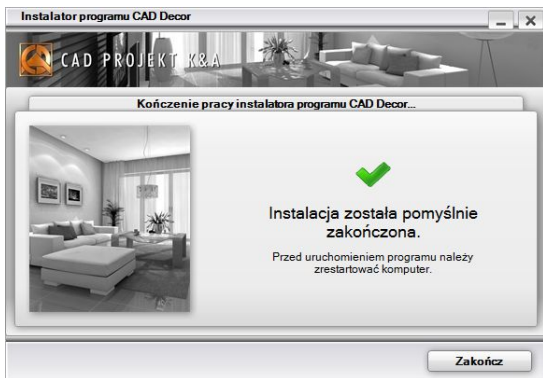 Instalator programu CAD Decor
CAD PROJEKT K&A
Kończenie pracy instalatora programu CAD Decor...
Instalacja została pomyślnie
zakończona.
Przed uruchomieniem programu należy
zrestartować komputer.
Zakończ